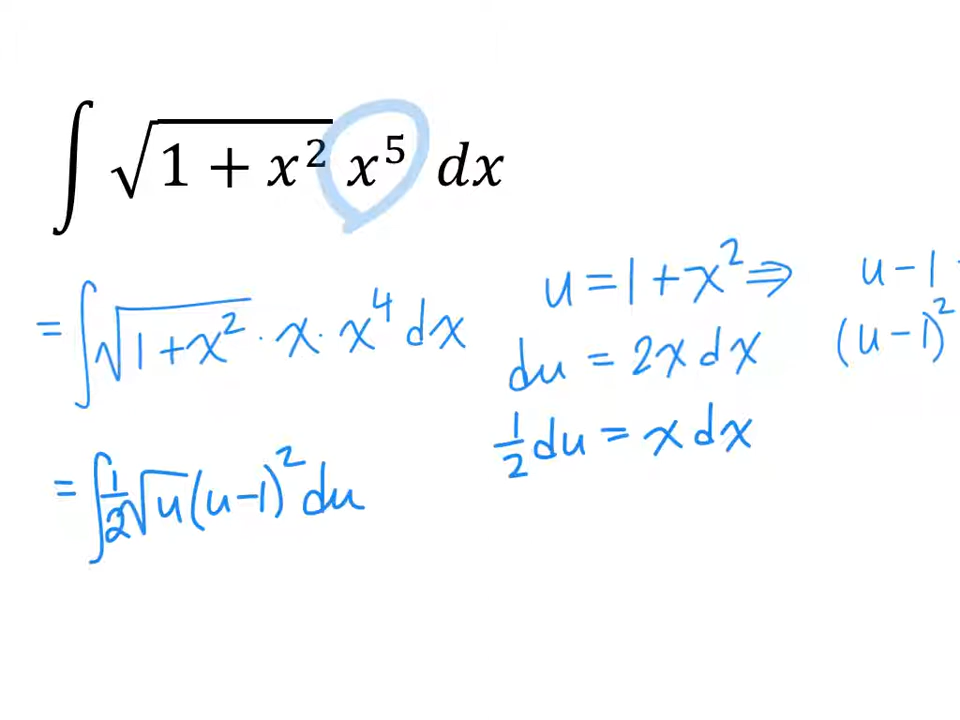 ∫ √(1 + x²) x⁵ dx
= ∫ √(1+x²) · x · x⁴ dx
u = 1 + x² ⇒ u − 1
du = 2x dx (u − 1)²
½ du = x dx
= ∫ ½ √u (u−1)² du